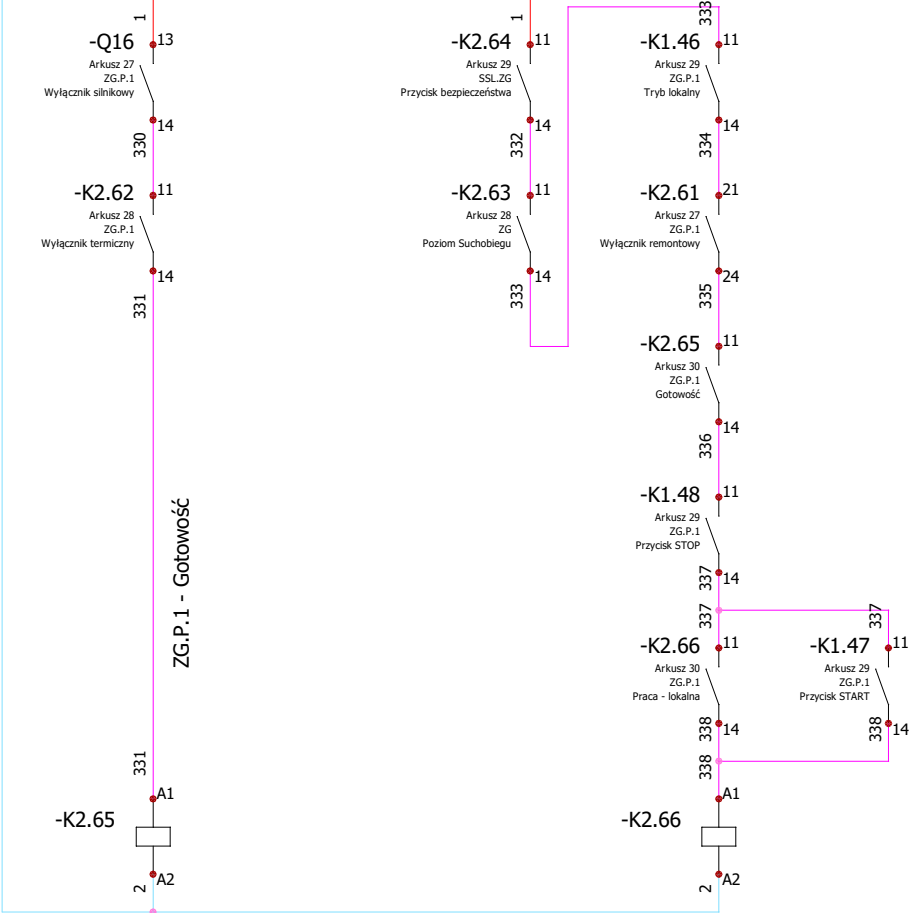 1
-Q16 13
Arkusz 27
ZG.P.1
Wyłącznik silnikowy
14
330
-K2.62 11
Arkusz 28
ZG.P.1
Wyłącznik termiczny
14
331
ZG.P.1 - Gotowość
331
A1
-K2.65
A2
2
1
-K2.64 11
Arkusz 29
SSL.ZG
Przycisk bezpieczeństwa
14
332
-K2.63 11
Arkusz 28
ZG
Poziom Suchobiegu
14
333
333
-K1.46 11
Arkusz 29
ZG.P.1
Tryb lokalny
14
334
-K2.61 21
Arkusz 27
ZG.P.1
Wyłącznik remontowy
24
335
-K2.65 11
Arkusz 30
ZG.P.1
Gotowość
14
336
-K1.48 11
Arkusz 29
ZG.P.1
Przycisk STOP
14
337
337
337
-K2.66 11
Arkusz 30
ZG.P.1
Praca - lokalna
14
338
-K1.47 11
Arkusz 29
ZG.P.1
Przycisk START
14
338
338
A1
-K2.66
A2
2